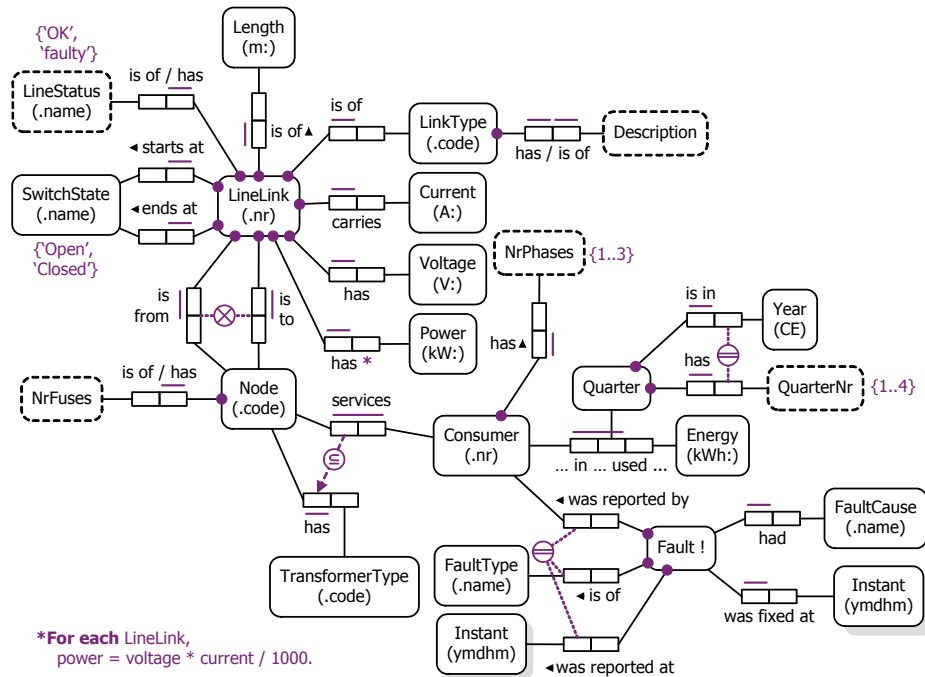 {‘OK’,
‘faulty’}
LineStatus
(.name)
is of / has
Length
(m:)
is of ▲
is of
LinkType
(.code)
has / is of
Description
◄ starts at
SwitchState
(.name)
◄ ends at
{‘Open’,
‘Closed’}
LineLink
(.nr)
carries
Current
(A:)
has
Voltage
(V:)
NrPhases
{1..3}
is
from
is
to
has *
Power
(kW:)
has ▲
is in
Year
(CE)
has
Quarter
QuarterNr
{1..4}
NrFuses
is of / has
Node
(.code)
services
Consumer
(.nr)
... in ... used ...
Energy
(kWh:)
has
TransformerType
(.code)
◄ was reported by
FaultType
(.name)
◄ is of
Fault !
had
FaultCause
(.name)
was fixed at
Instant
(ymdhm)
Instant
(ymdhm)
◄ was reported at
*For each LineLink,
power = voltage * current / 1000.